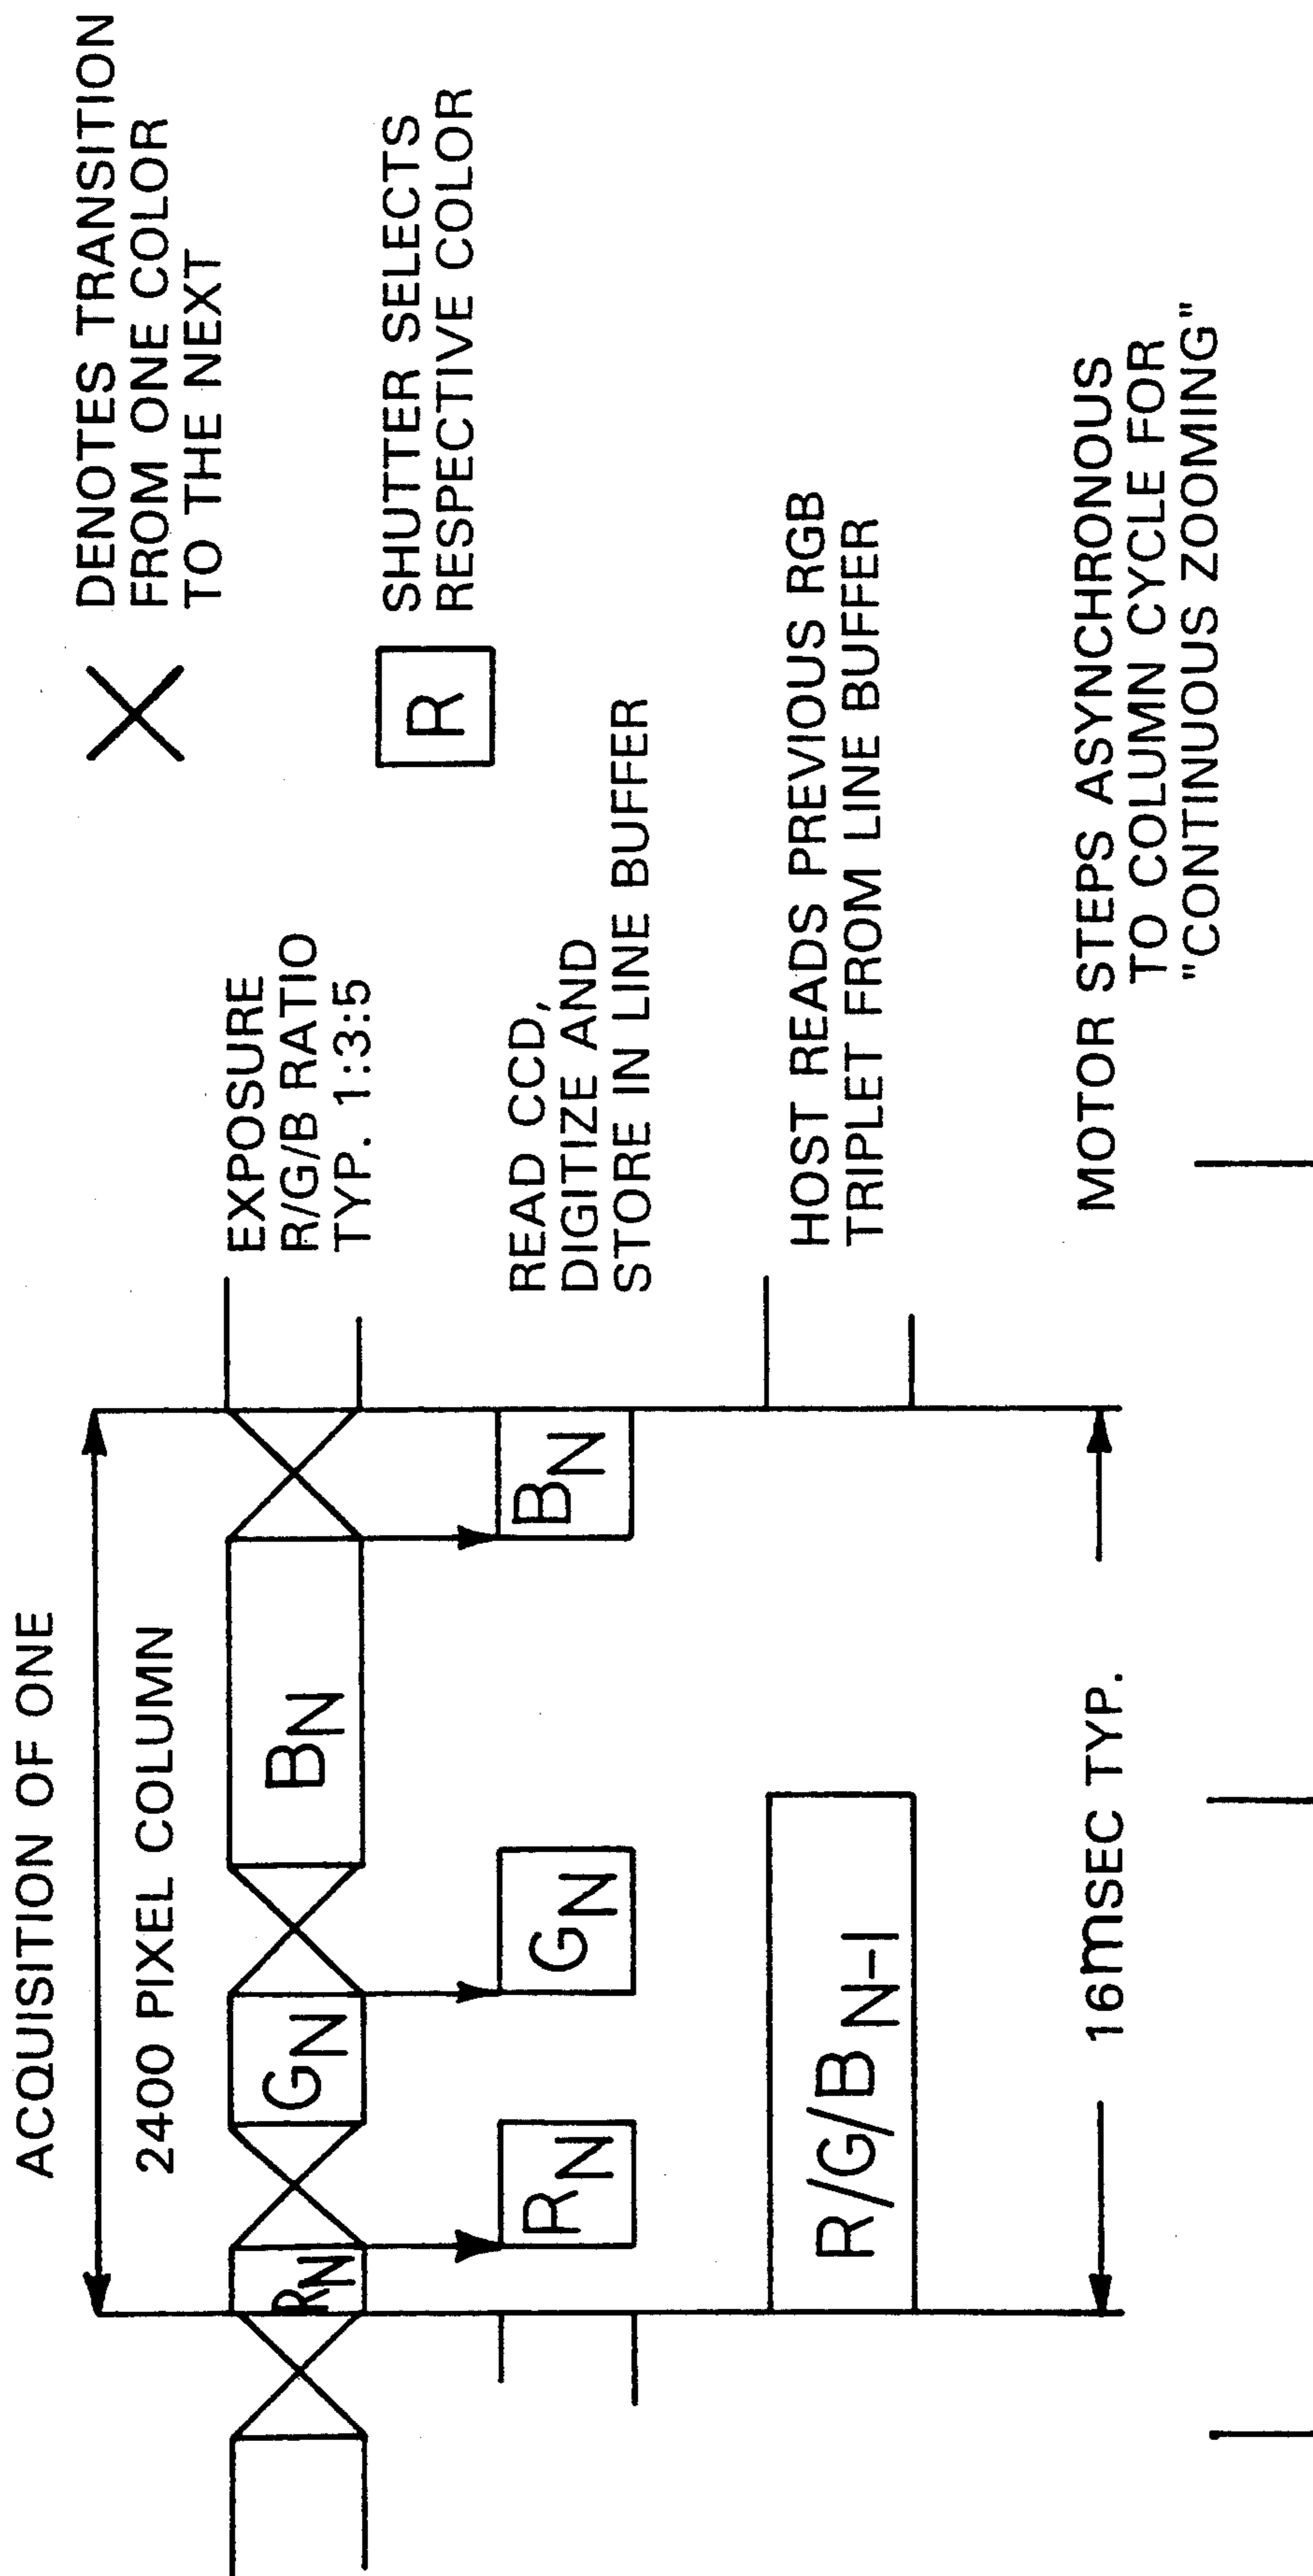 ACQUISITION OF ONE
2400 PIXEL COLUMN
RN
GN
BN
EXPOSURE
R/G/B RATIO
TYP. 1:3:5
DENOTES TRANSITION
FROM ONE COLOR
TO THE NEXT
R
SHUTTER SELECTS
RESPECTIVE COLOR
RN
GN
BN
READ CCD,
DIGITIZE AND
STORE IN LINE BUFFER
R/G/B N-1
HOST READS PREVIOUS RGB
TRIPLET FROM LINE BUFFER
16mSEC TYP.
MOTOR STEPS ASYNCHRONOUS
TO COLUMN CYCLE FOR
"CONTINUOUS ZOOMING"